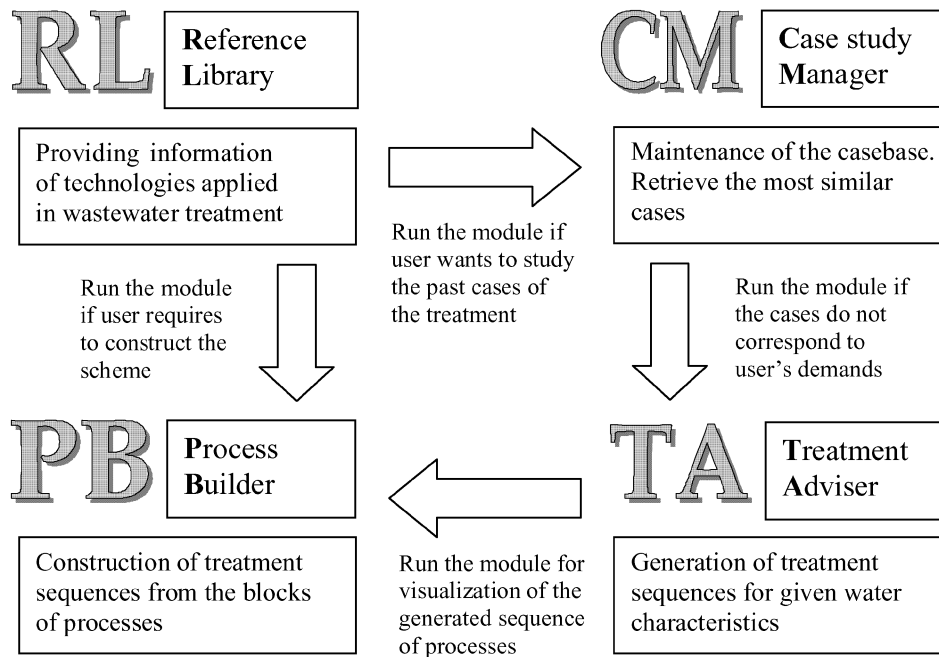 RL
Reference
Library
CM
Case study
Manager
Providing information
of technologies applied
in wastewater treatment
Maintenance of the casebase.
Retrieve the most similar
cases
Run the module if
user wants to study
the past cases of
the treatment
Run the module
if user requires
to construct the
scheme
Run the module if
the cases do not
correspond to
user's demands
PB
Process
Builder
TA
Treatment
Adviser
Construction of treatment
sequences from the blocks
of processes
Run the module for
visualization of the
generated sequence
of processes
Generation of treatment
sequences for given water
characteristics